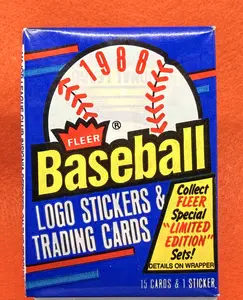 1988
FLEER ®
Baseball
LOGO STICKERS &
TRADING CARDS
Collect
FLEER
Special
"LIMITED
EDITION"
Sets!
DETAILS ON WRAPPER
15 CARDS & 1 STICKER